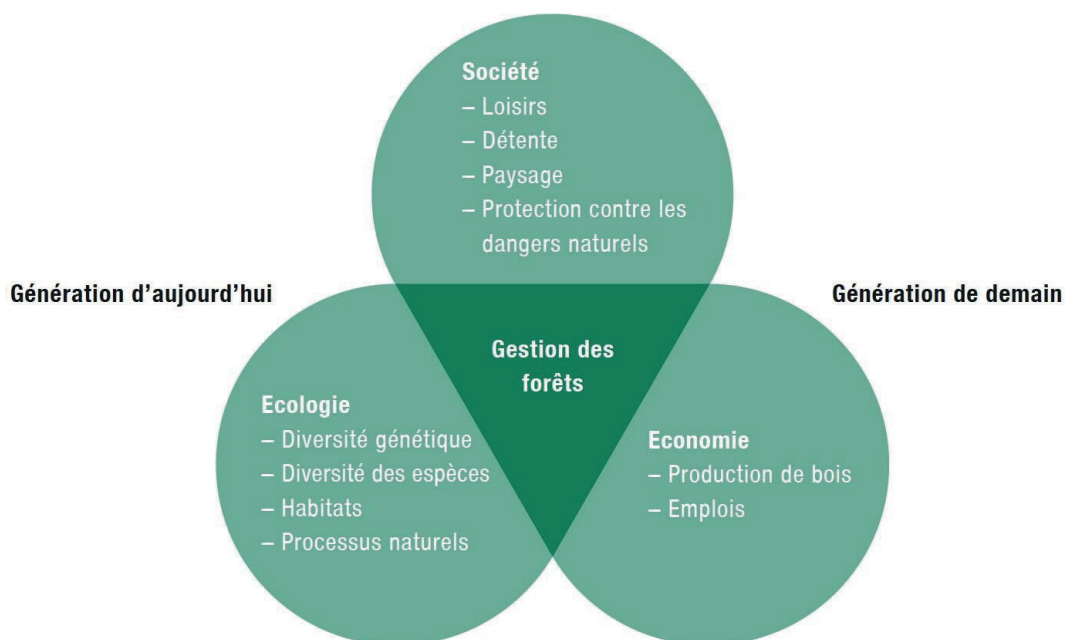 Société
– Loisirs
– Détente
– Paysage
– Protection contre les
dangers naturels
Génération d’aujourd’hui
Génération de demain
Gestion des
forêts
Ecologie
– Diversité génétique
– Diversité des espèces
– Habitats
– Processus naturels
Economie
– Production de bois
– Emplois